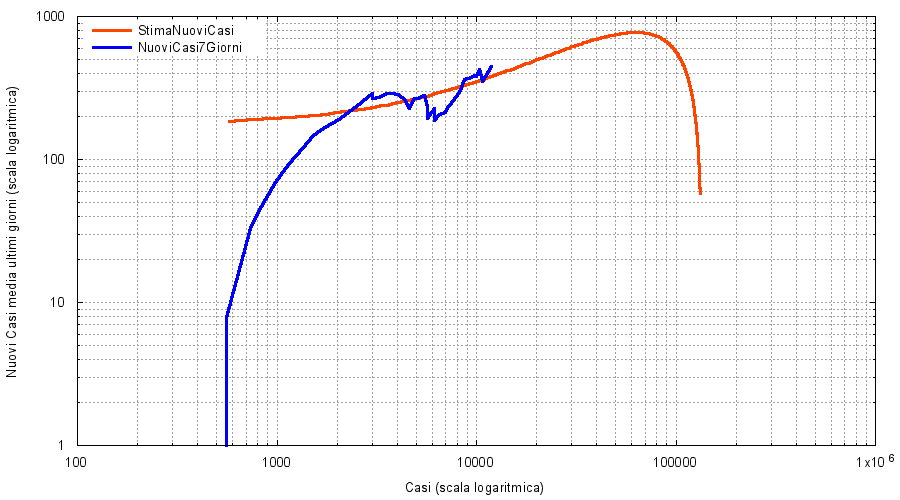 1000
StimaNuoviCasi
NuoviCasi7Giorni
100
10
1
Nuovi Casi media ultimi giorni (scala logaritmica)
100
1000
10000
100000
1x10 6
Casi (scala logaritmica)